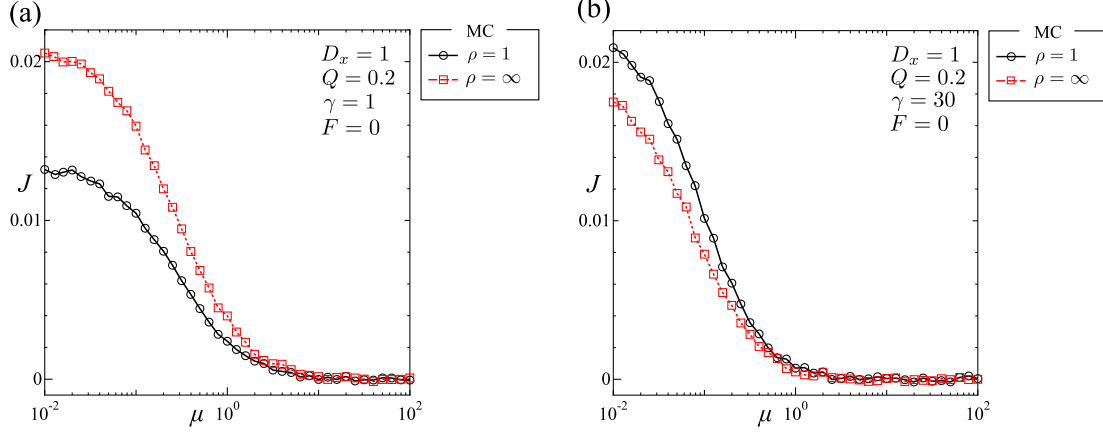 (a)
MC
ρ = 1
ρ = ∞
D_x = 1
Q = 0.2
γ = 1
F = 0
0.02
J
0.01
0
10^-2
μ
10^0
10^2
(b)
MC
ρ = 1
ρ = ∞
D_x = 1
Q = 0.2
γ = 30
F = 0
0.02
J
0.01
0
10^-2
μ
10^0
10^2